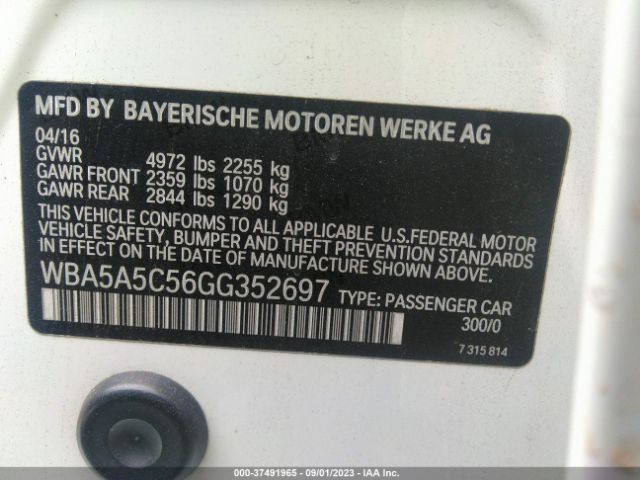 MFD BY BAYERISCHE MOTOREN WERKE AG
04/16
GVWR 4972 lbs 2255 kg
GAWR FRONT 2359 lbs 1070 kg
GAWR REAR 2844 lbs 1290 kg
THIS VEHICLE CONFORMS TO ALL APPLICABLE U.S.FEDERAL MOTOR
VEHICLE SAFETY, BUMPER AND THEFT PREVENTION STANDARDS
IN EFFECT ON THE DATE OF MANUFACTURE SHOWN ABOVE.
WBA5A5C56GG352697 TYPE: PASSENGER CAR
300/0
7 315 814
000-37491965 - 09/01/2023 - IAA Inc.